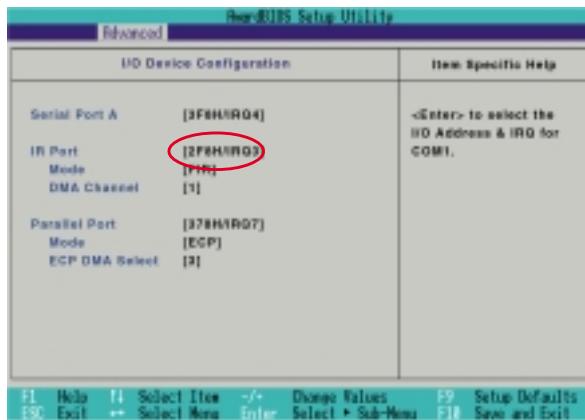 AwardBIOS Setup Utility
Advanced
I/O Device Configuration
Item Specific Help
Serial Port A [3F8H/IRQ4]
<Enter> to select the
I/O Address & IRQ for
COM1.
IR Port [2F8H/IRQ3]
Mode [FIR]
DMA Channel [1]
Parallel Port [378H/IRQ7]
Mode [ECP]
ECP DMA Select [3]
F1 Help ↑↓ Select Item -/+ Change Values F9 Setup Defaults
ESC Exit ↔ Select Menu Enter Select ▸ Sub-Menu F10 Save and Exit